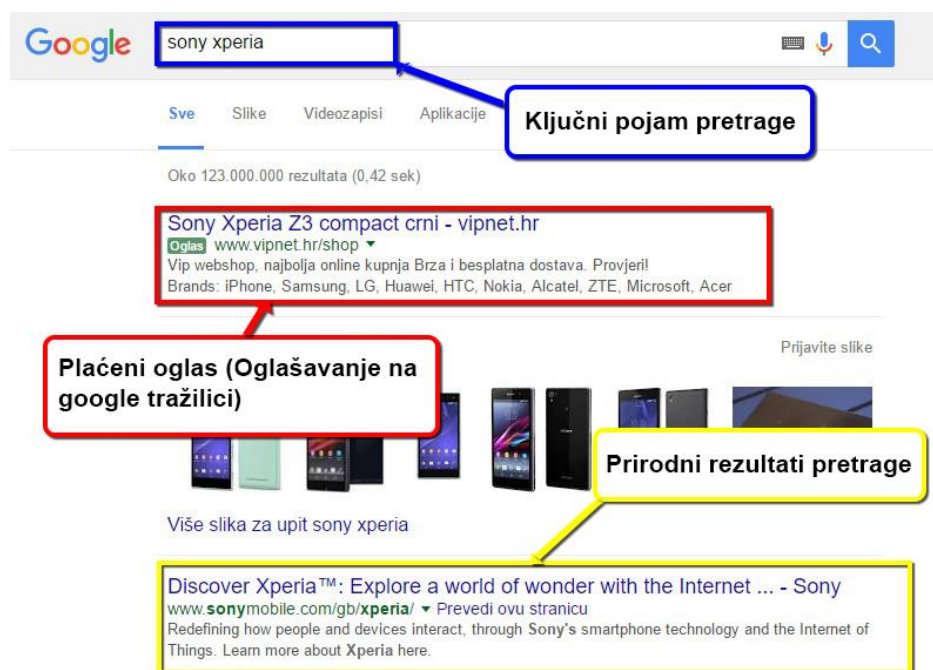 Google
sony xperia
Ključni pojam pretrage
Sve Slike Videozapisi Aplikacije
Oko 123.000.000 rezultata (0,42 sek)
Sony Xperia Z3 compact crni - vipnet.hr
Oglas www.vipnet.hr/shop
Vip webshop, najbolja online kupnja Brza i besplatna dostava. Provjeri!
Brands: iPhone, Samsung, LG, Huawei, HTC, Nokia, Alcatel, ZTE, Microsoft, Acer
Prijavite slike
Plaćeni oglas (Oglašavanje na
google tražilici)
Prirodni rezultati pretrage
Više slika za upit sony xperia
Discover Xperia™: Explore a world of wonder with the Internet ... - Sony
www.sonymobile.com/gb/xperia/ Prevedi ovu stranicu
Redefining how people and devices interact, through Sony's smartphone technology and the Internet of
Things. Learn more about Xperia here.